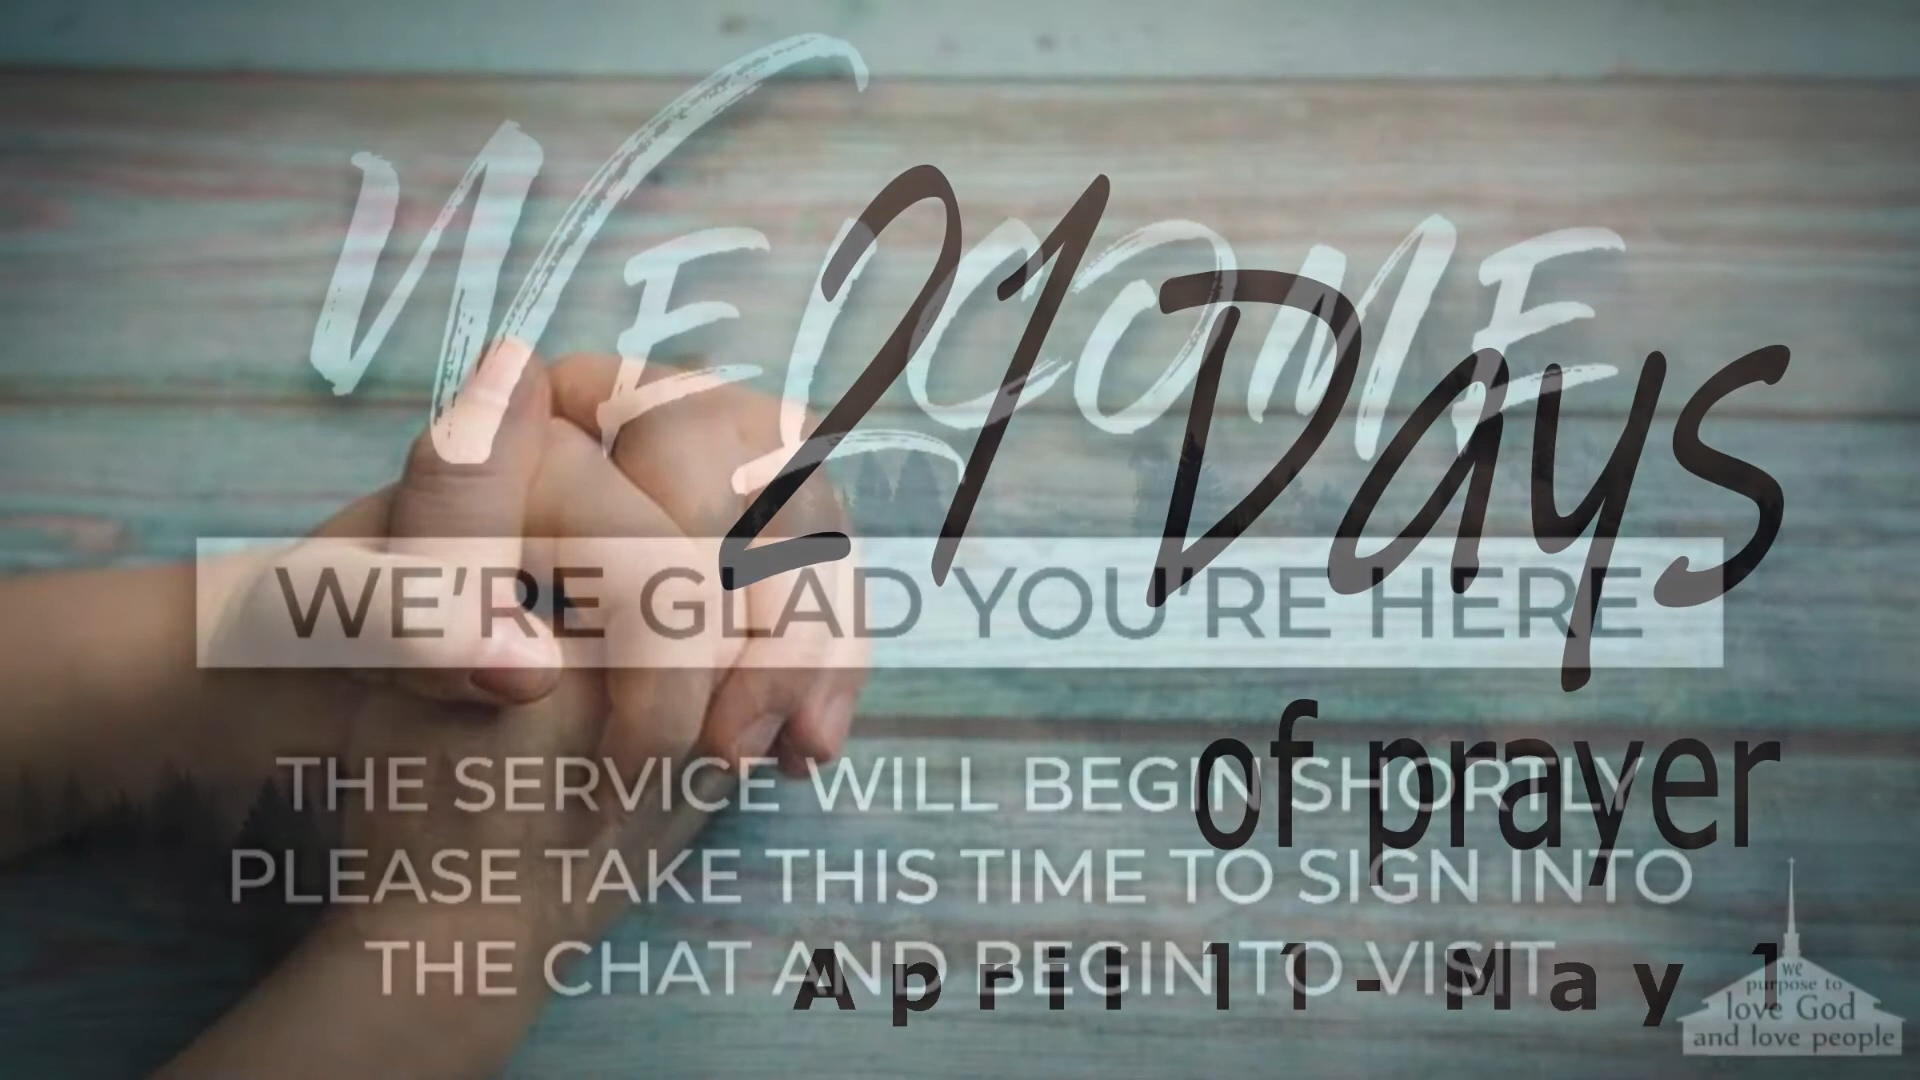 WELCOME
21 Days
WE'RE GLAD YOU'RE HERE
of prayer
THE SERVICE WILL BEGIN SHORTLY
PLEASE TAKE THIS TIME TO SIGN INTO
THE CHAT AND BEGIN TO VISIT
April 11- May 1
we
purpose to
love God
and love people